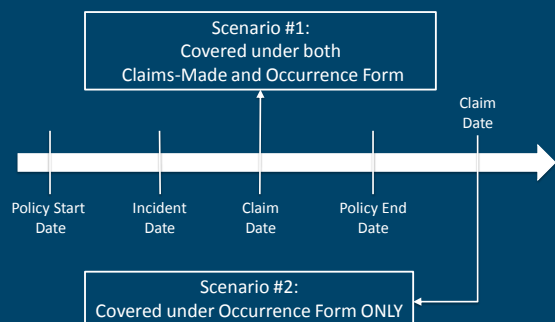 Scenario #1:
Covered under both
Claims-Made and Occurrence Form
Claim
Date
Policy Start
Date
Incident
Date
Claim
Date
Policy End
Date
Scenario #2:
Covered under Occurrence Form ONLY